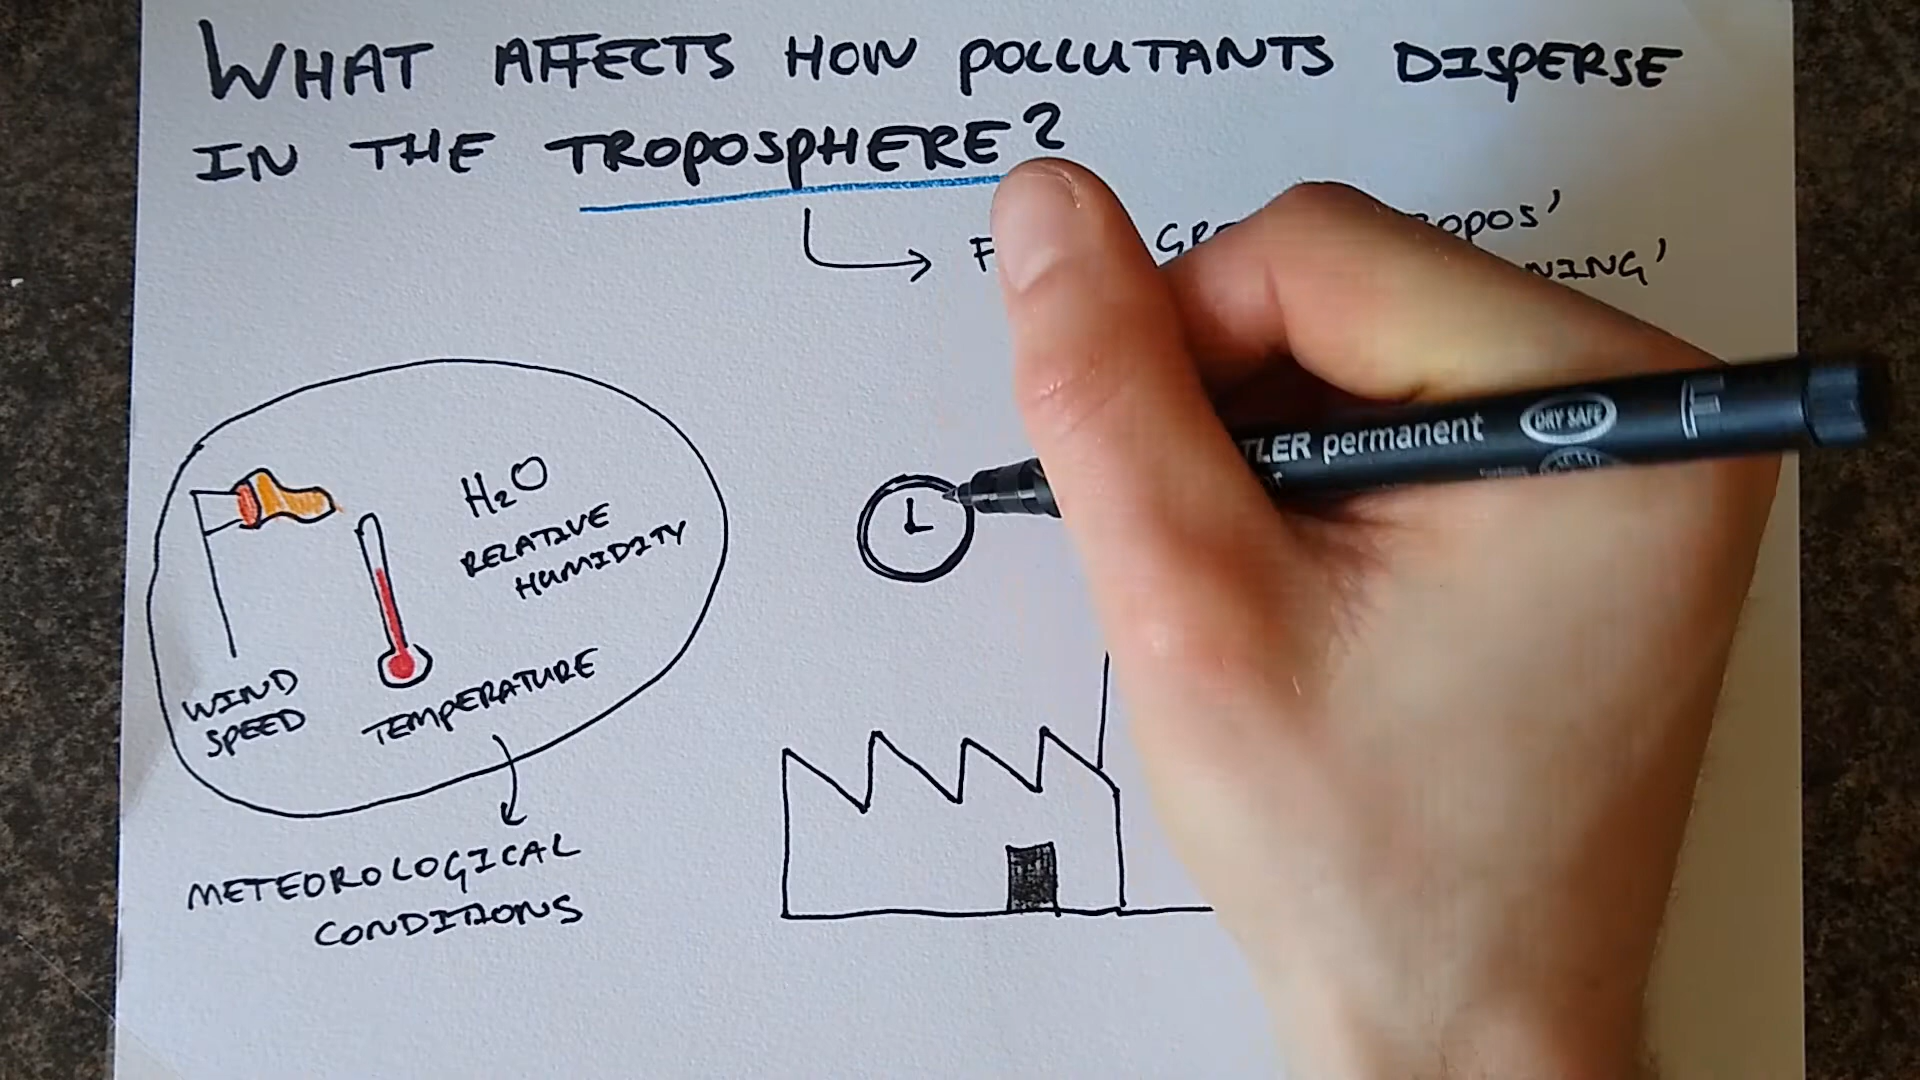 WHAT AFFECTS HOW POLLUTANTS DISPERSE
IN THE TROPOSPHERE?
H₂O
RELATIVE
HUMIDITY
WIND
SPEED
TEMPERATURE
METEOROLOGICAL
CONDITIONS
permanent
DRY SAFE
F